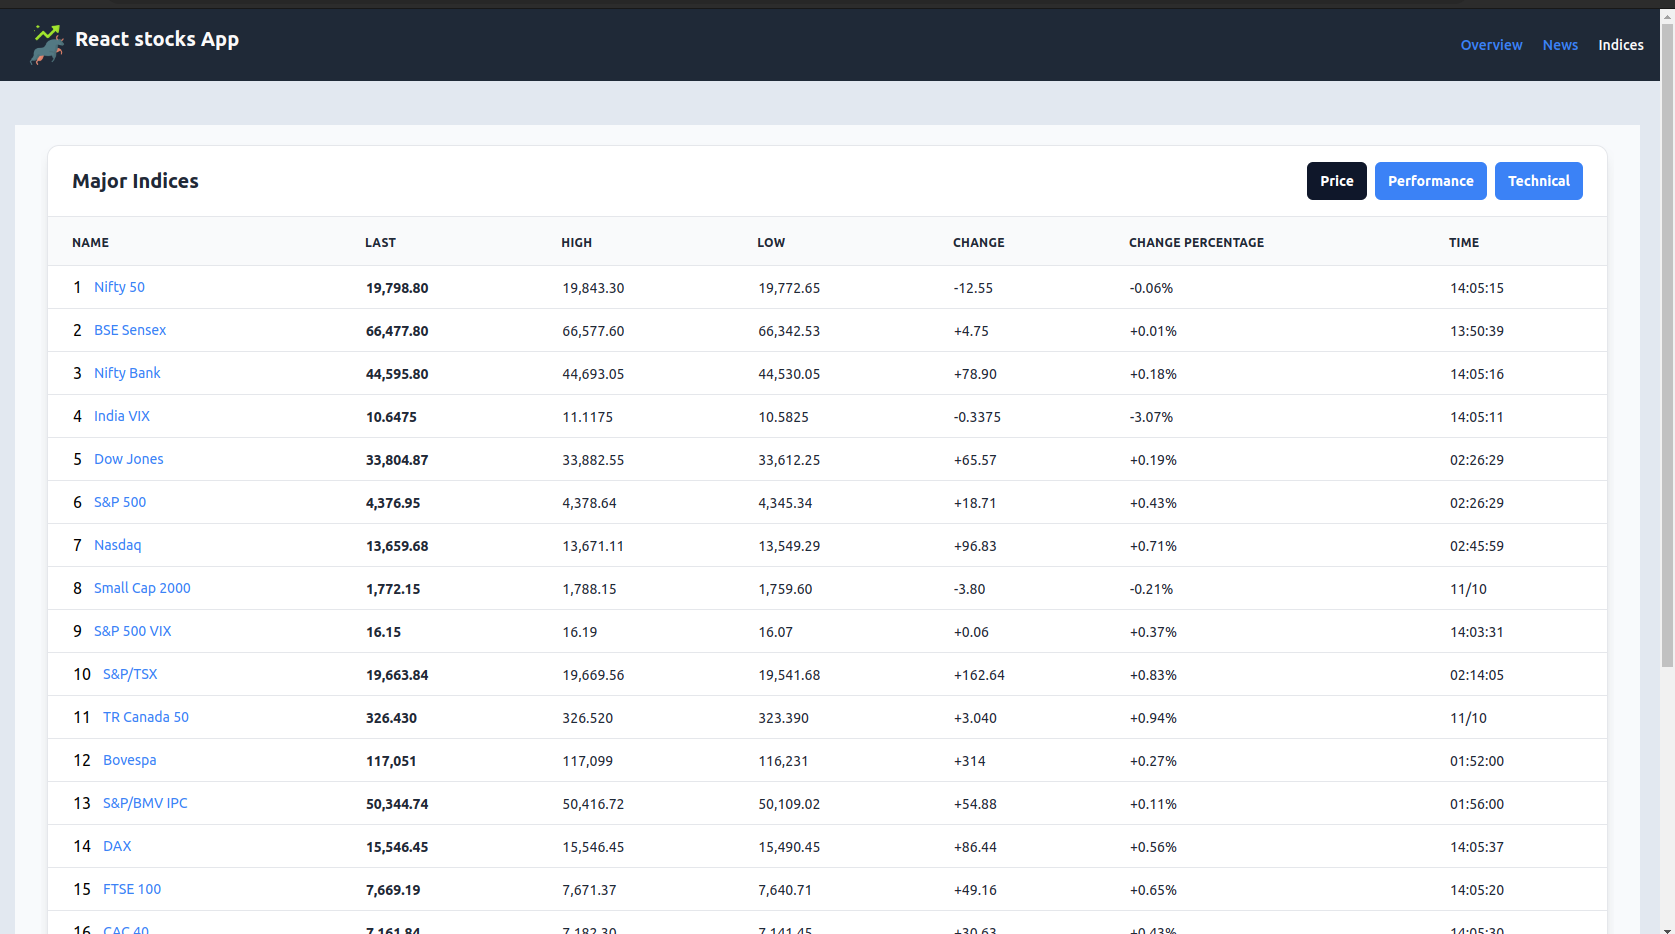 React stocks App
Overview News Indices
Major Indices
Price Performance Technical
NAME LAST HIGH LOW CHANGE CHANGE PERCENTAGE TIME
1 Nifty 50 19,798.80 19,843.30 19,772.65 -12.55 -0.06% 14:05:15
2 BSE Sensex 66,477.80 66,577.60 66,342.53 +4.75 +0.01% 13:50:39
3 Nifty Bank 44,595.80 44,693.05 44,530.05 +78.90 +0.18% 14:05:16
4 India VIX 10.6475 11.1175 10.5825 -0.3375 -3.07% 14:05:11
5 Dow Jones 33,804.87 33,882.55 33,612.25 +65.57 +0.19% 02:26:29
6 S&P 500 4,376.95 4,378.64 4,345.34 +18.71 +0.43% 02:26:29
7 Nasdaq 13,659.68 13,671.11 13,549.29 +96.83 +0.71% 02:45:59
8 Small Cap 2000 1,772.15 1,788.15 1,759.60 -3.80 -0.21% 11/10
9 S&P 500 VIX 16.15 16.19 16.07 +0.06 +0.37% 14:03:31
10 S&P/TSX 19,663.84 19,669.56 19,541.68 +162.64 +0.83% 02:14:05
11 TR Canada 50 326.430 326.520 323.390 +3.040 +0.94% 11/10
12 Bovespa 117,051 117,099 116,231 +314 +0.27% 01:52:00
13 S&P/BMV IPC 50,344.74 50,416.72 50,109.02 +54.88 +0.11% 01:56:00
14 DAX 15,546.45 15,546.45 15,490.45 +86.44 +0.56% 14:05:37
15 FTSE 100 7,669.19 7,671.37 7,640.71 +49.16 +0.65% 14:05:20
16 CAC 40 7,161.84 7,182.30 7,141.45 +30.63 +0.43% 14:05:30